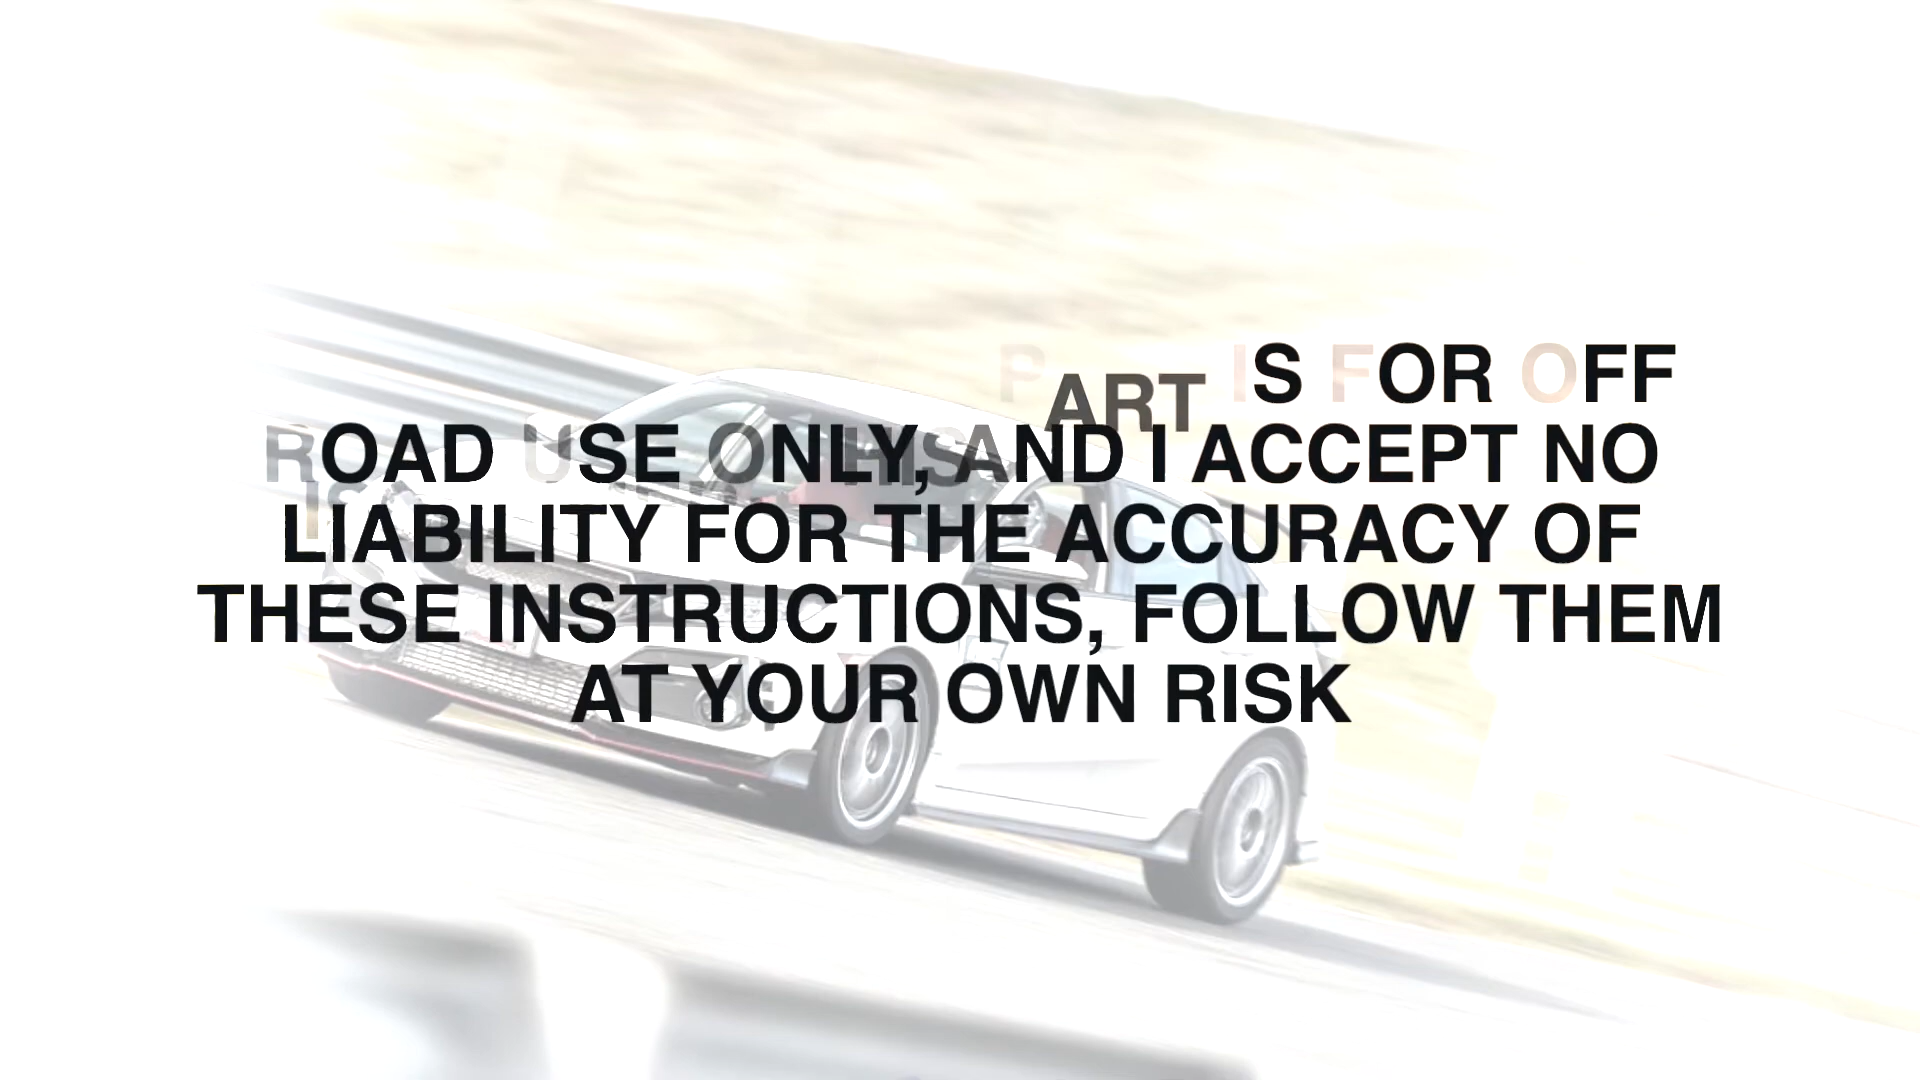 PART IS FOR OFF
ROAD USE ONLY, AND I ACCEPT NO
LIABILITY FOR THE ACCURACY OF
THESE INSTRUCTIONS, FOLLOW THEM
AT YOUR OWN RISK